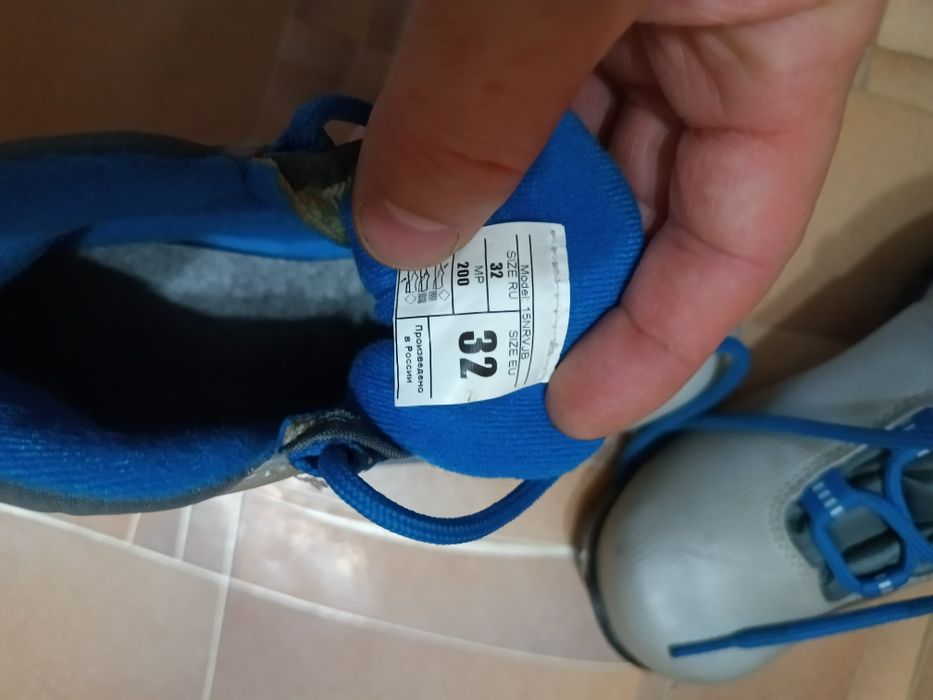 Model: 15NRVJB
SIZE RU
SIZE EU
32
MP
200
32
Произведено
в России